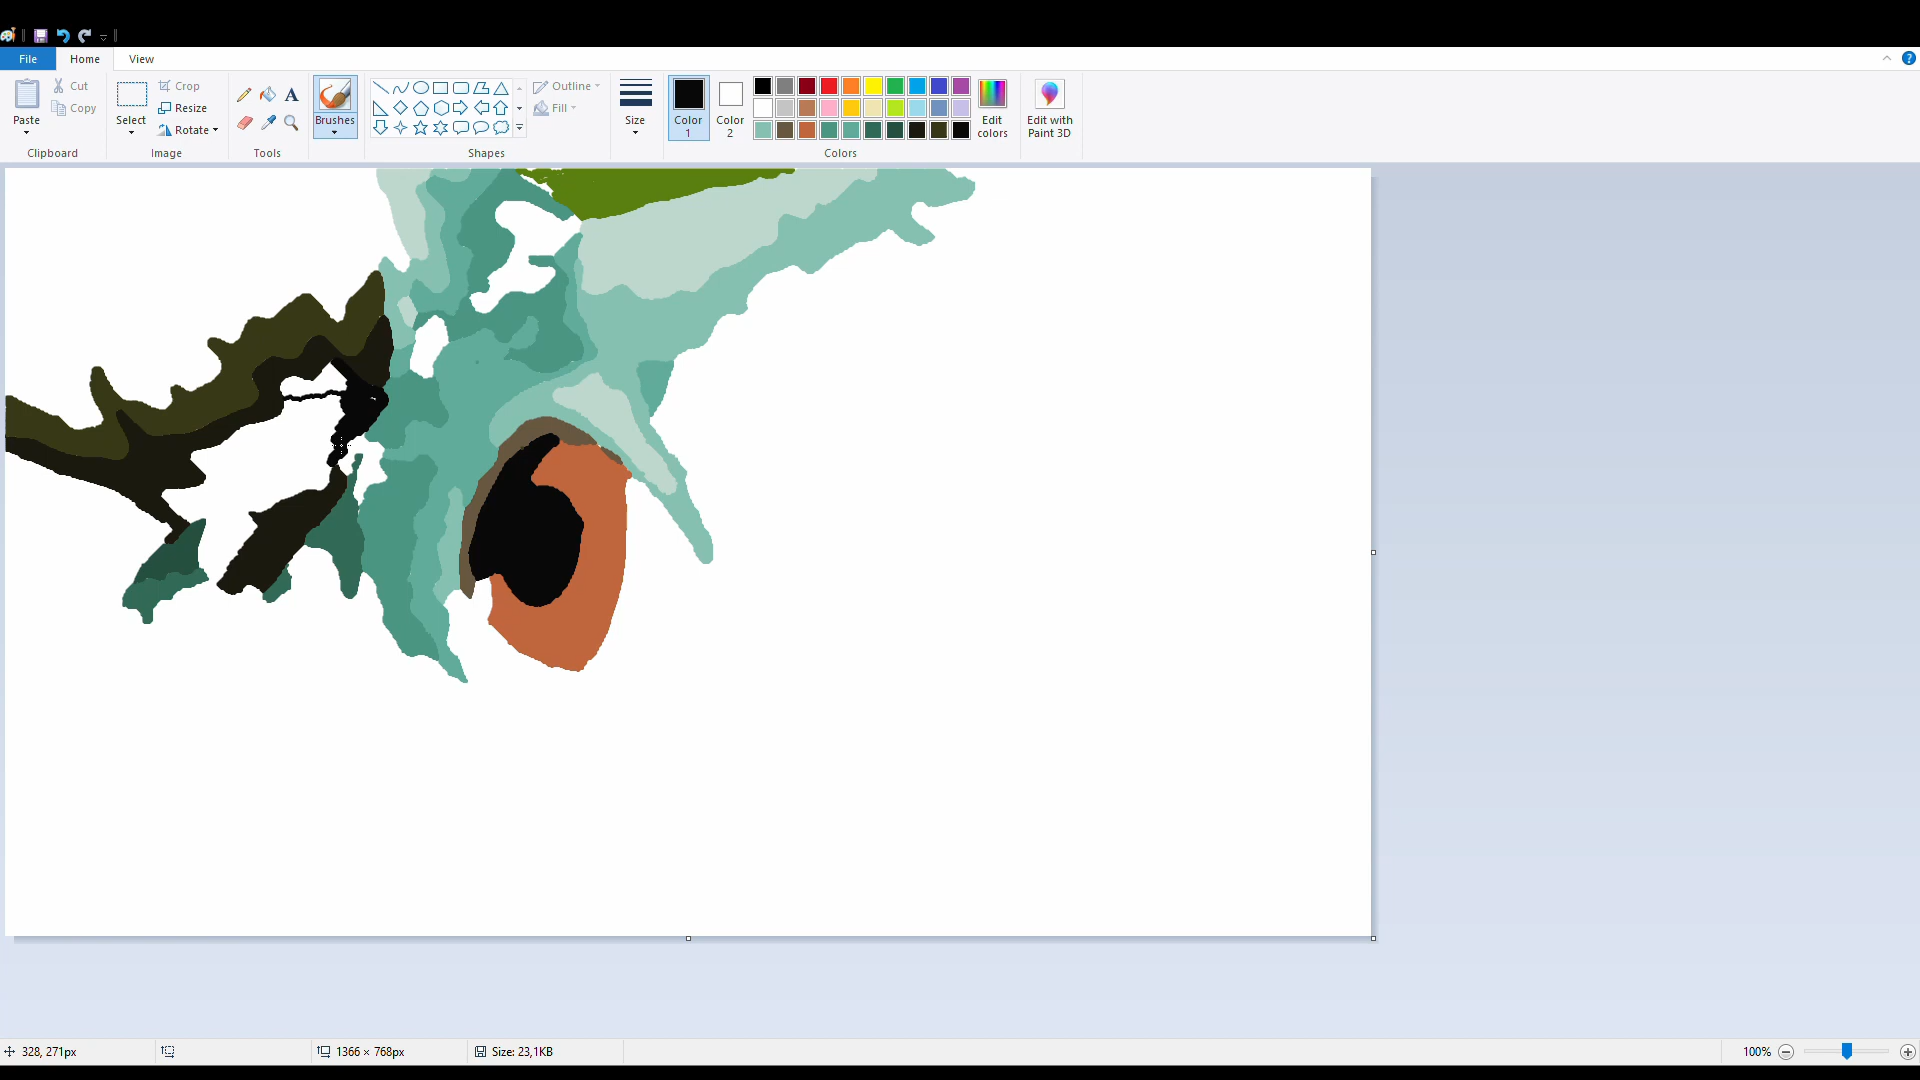 File Home View
Paste
Cut
Copy
Clipboard
Select
Crop
Resize
Rotate
Image
A
Tools
Brushes
Outline
Fill
Shapes
Size
Color 1
Color 2
Edit colors
Colors
Edit with Paint 3D
?
328, 271px
1366 × 768px
Size: 23,1KB
100%